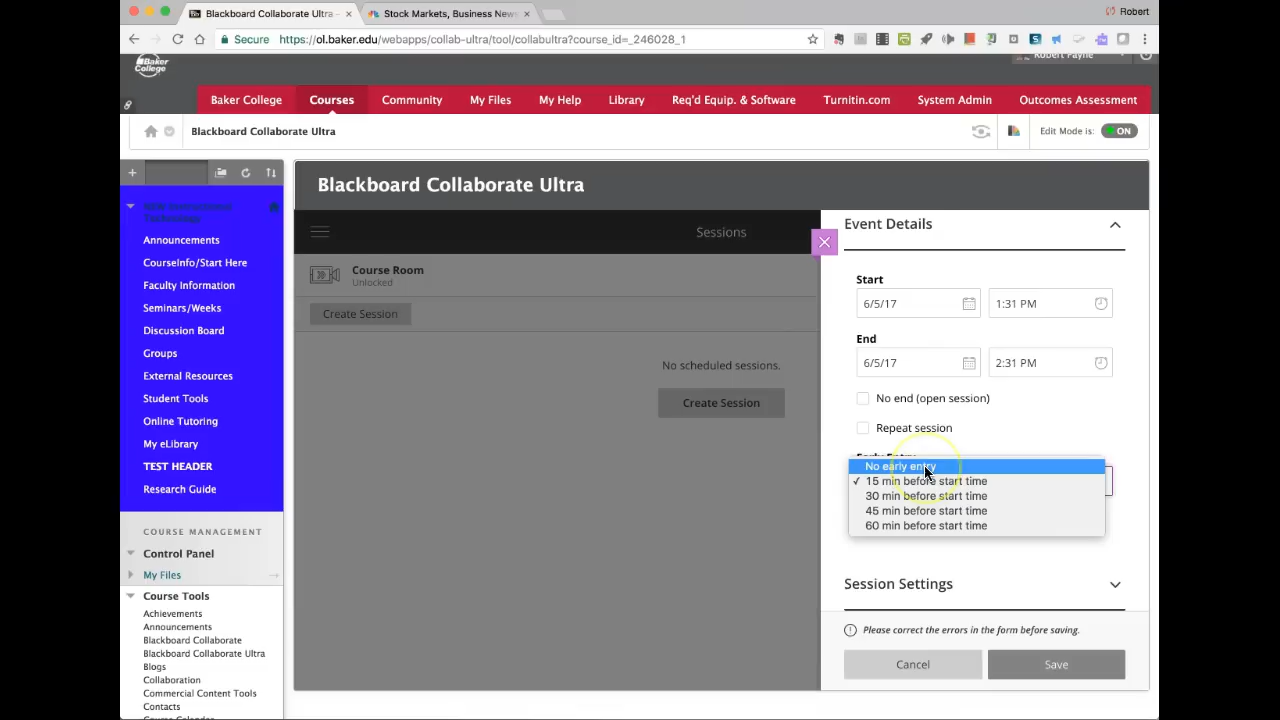 Blackboard Collaborate Ultra –
Stock Markets, Business News
Robert
Secure https://ol.baker.edu/webapps/collab-ultra/tool/collabultra?course_id=_246028_1
Baker
College
Robert Payne
Baker College Courses Community My Files My Help Library Req'd Equip. & Software Turnitin.com System Admin Outcomes Assessment
Blackboard Collaborate Ultra
Edit Mode is: ON
Technology
Announcements
CourseInfo/Start Here
Faculty Information
Seminars/Weeks
Discussion Board
Groups
External Resources
Student Tools
Online Tutoring
My eLibrary
TEST HEADER
Research Guide
COURSE MANAGEMENT
Control Panel
My Files
Course Tools
Achievements
Announcements
Blackboard Collaborate
Blackboard Collaborate Ultra
Blogs
Collaboration
Commercial Content Tools
Contacts
Course Calendar
Blackboard Collaborate Ultra
Sessions
Course Room
Unlocked
Create Session
No scheduled sessions.
Create Session
Event Details
Start
6/5/17 1:31 PM
End
6/5/17 2:31 PM
No end (open session)
Repeat session
Early Entry
No early entry
✓ 15 min before start time
30 min before start time
45 min before start time
60 min before start time
Session Settings
Please correct the errors in the form before saving.
Cancel Save